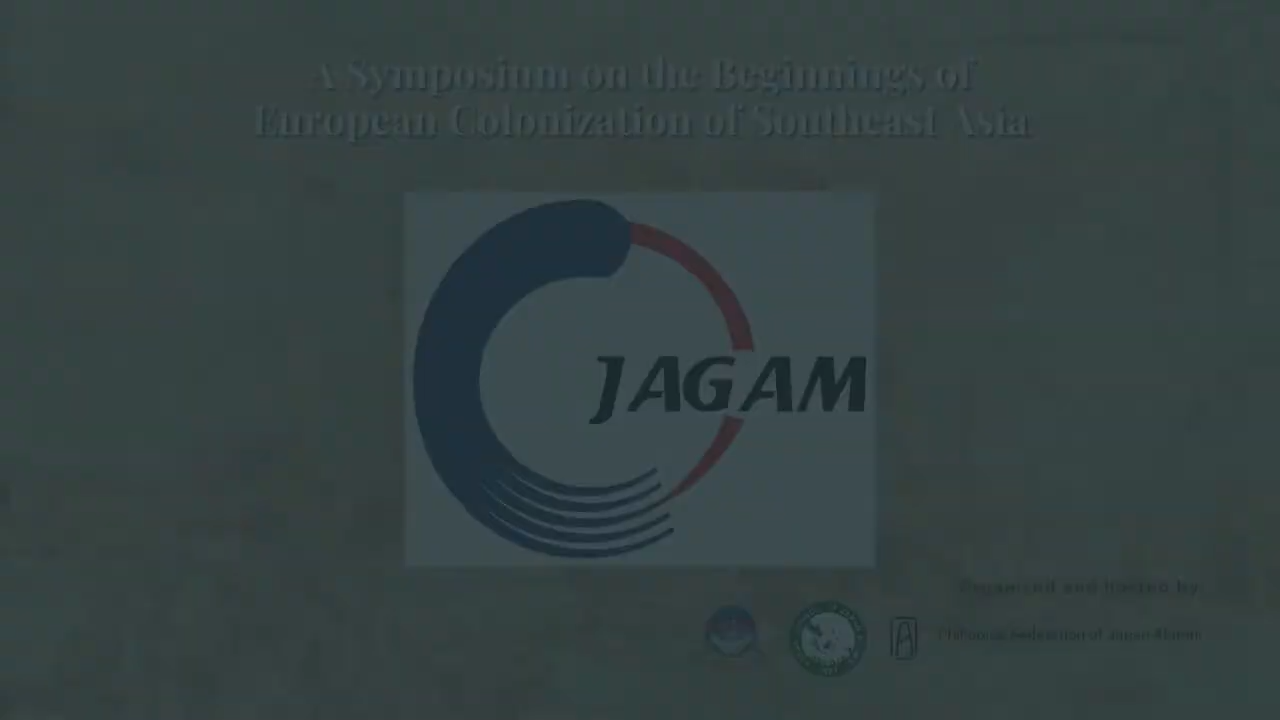 A Symposium on the Beginnings of
European Colonization of Southeast Asia
JAGAM
Organized and hosted by:
Philippine Federation of Japan Alumni